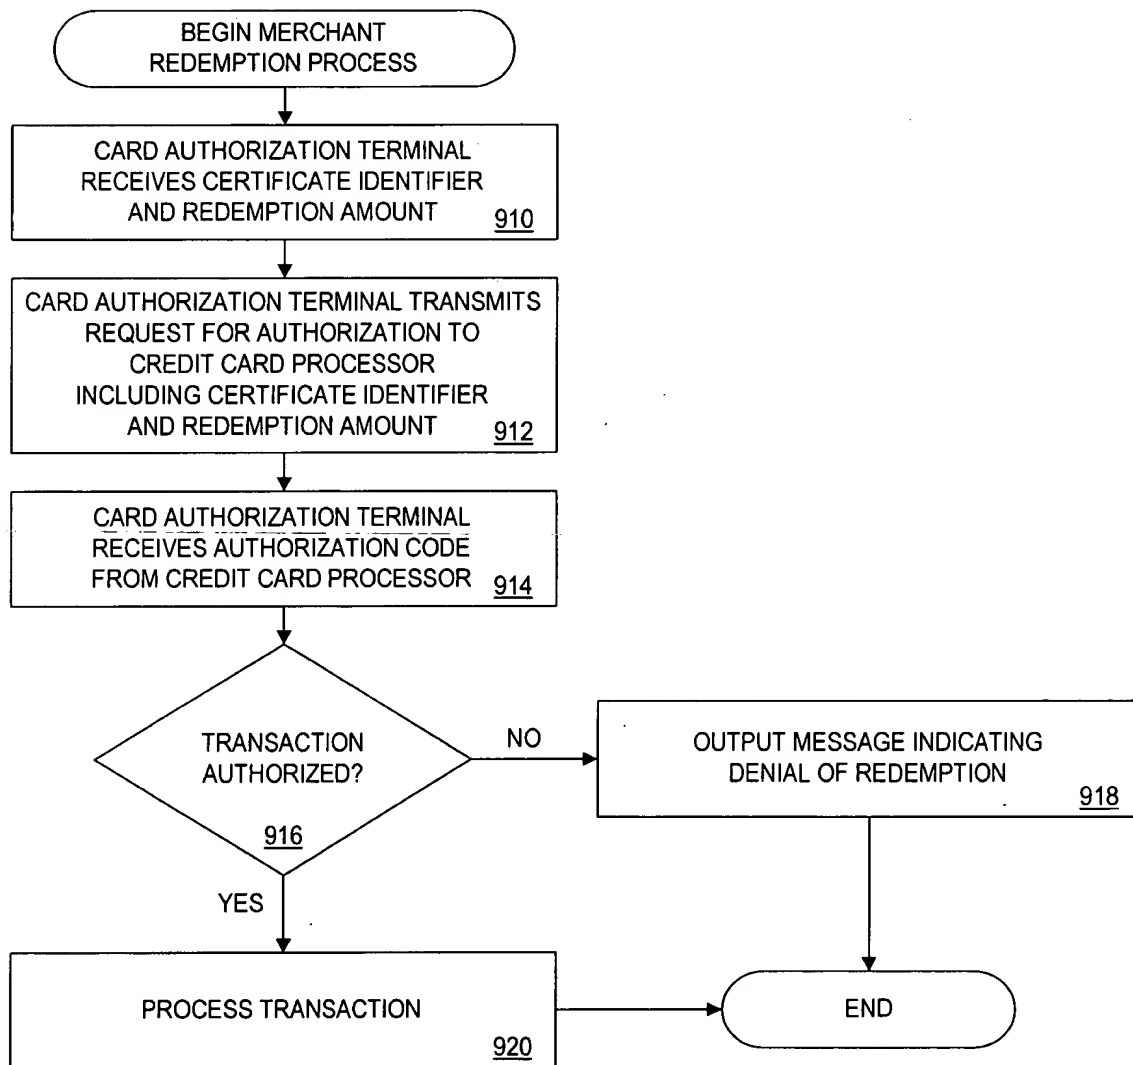 BEGIN MERCHANT
REDEMPTION PROCESS
CARD AUTHORIZATION TERMINAL
RECEIVES CERTIFICATE IDENTIFIER
AND REDEMPTION AMOUNT
910
CARD AUTHORIZATION TERMINAL TRANSMITS
REQUEST FOR AUTHORIZATION TO
CREDIT CARD PROCESSOR
INCLUDING CERTIFICATE IDENTIFIER
AND REDEMPTION AMOUNT
912
CARD AUTHORIZATION TERMINAL
RECEIVES AUTHORIZATION CODE
FROM CREDIT CARD PROCESSOR
914
TRANSACTION
AUTHORIZED?
916
NO
OUTPUT MESSAGE INDICATING
DENIAL OF REDEMPTION
918
YES
PROCESS TRANSACTION
920
END